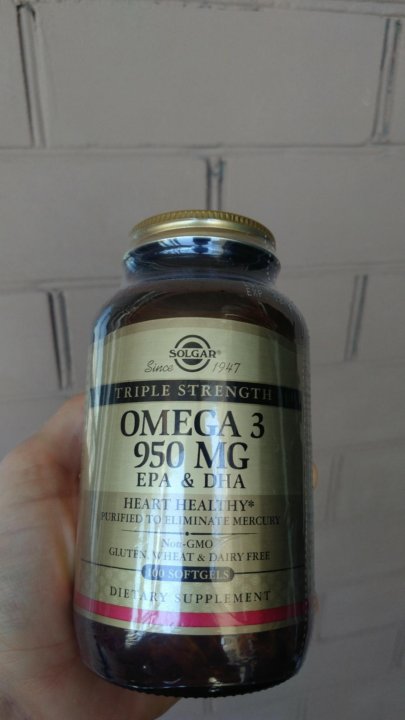 SOLGAR®
Since 1947
TRIPLE STRENGTH
OMEGA 3
950 MG
EPA & DHA
HEART HEALTHY*
PURIFIED TO ELIMINATE MERCURY
Non-GMO
GLUTEN, WHEAT & DAIRY FREE
100 SOFTGELS
DIETARY SUPPLEMENT